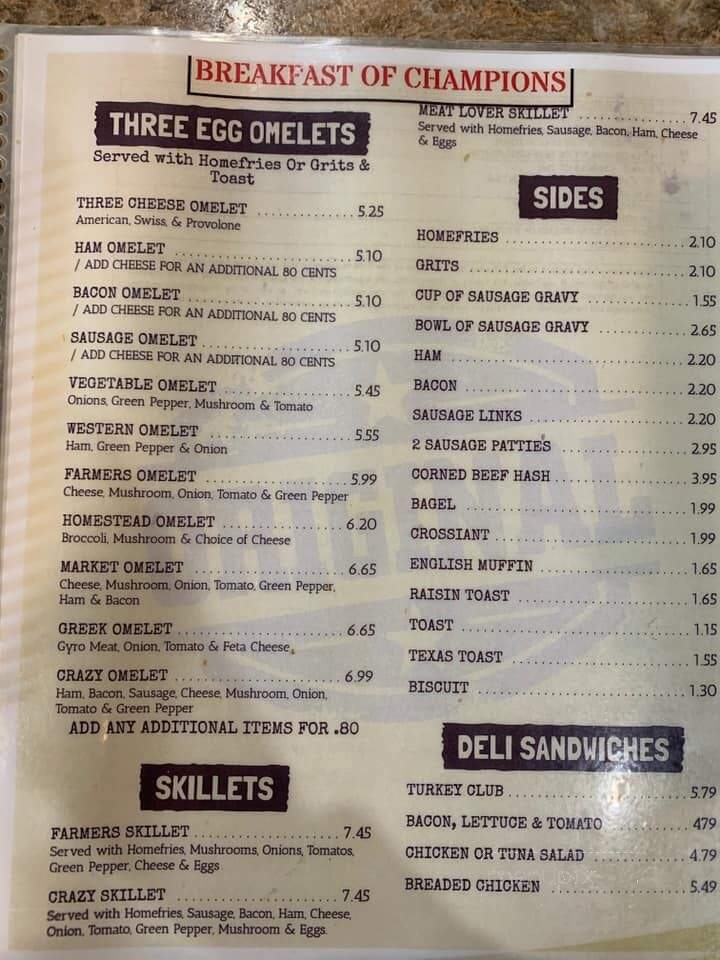 BREAKFAST OF CHAMPIONS
THREE EGG OMELETS
Served with Homefries Or Grits &
Toast
THREE CHEESE OMELET .............. 5.25
American, Swiss, & Provolone
HAM OMELET .............. 5.10
/ ADD CHEESE FOR AN ADDITIONAL 80 CENTS
BACON OMELET .............. 5.10
/ ADD CHEESE FOR AN ADDITIONAL 80 CENTS
SAUSAGE OMELET .............. 5.10
/ ADD CHEESE FOR AN ADDITIONAL 80 CENTS
VEGETABLE OMELET .............. 5.45
Onions, Green Pepper, Mushroom & Tomato
WESTERN OMELET .............. 5.55
Ham, Green Pepper & Onion
FARMERS OMELET .............. 5.99
Cheese, Mushroom, Onion, Tomato & Green Pepper
HOMESTEAD OMELET .............. 6.20
Broccoli, Mushroom & Choice of Cheese
MARKET OMELET .............. 6.65
Cheese, Mushroom, Onion, Tomato, Green Pepper,
Ham & Bacon
GREEK OMELET .............. 6.65
Gyro Meat, Onion, Tomato & Feta Cheese
CRAZY OMELET .............. 6.99
Ham, Bacon, Sausage, Cheese, Mushroom, Onion,
Tomato & Green Pepper
ADD ANY ADDITIONAL ITEMS FOR .80
SKILLETS
FARMERS SKILLET .............. 7.45
Served with Homefries, Mushrooms, Onions, Tomatos,
Green Pepper, Cheese & Eggs
CRAZY SKILLET .............. 7.45
Served with Homefries, Sausage, Bacon, Ham, Cheese,
Onion, Tomato, Green Pepper, Mushroom & Eggs.
MEAT LOVER SKILLET .............. 7.45
Served with Homefries, Sausage, Bacon, Ham, Cheese
& Eggs
SIDES
HOMEFRIES .............. 2.10
GRITS .............. 2.10
CUP OF SAUSAGE GRAVY .............. 1.55
BOWL OF SAUSAGE GRAVY .............. 2.65
HAM .............. 2.20
BACON .............. 2.20
SAUSAGE LINKS .............. 2.20
2 SAUSAGE PATTIES .............. 2.95
CORNED BEEF HASH .............. 3.95
BAGEL .............. 1.99
CROSSIANT .............. 1.99
ENGLISH MUFFIN .............. 1.65
RAISIN TOAST .............. 1.65
TOAST .............. 1.15
TEXAS TOAST .............. 1.55
BISCUIT .............. 1.30
DELI SANDWICHES
TURKEY CLUB .............. 5.79
BACON, LETTUCE & TOMATO .............. 479
CHICKEN OR TUNA SALAD .............. 4.79
BREADED CHICKEN .............. 5.49
ORIGINAL